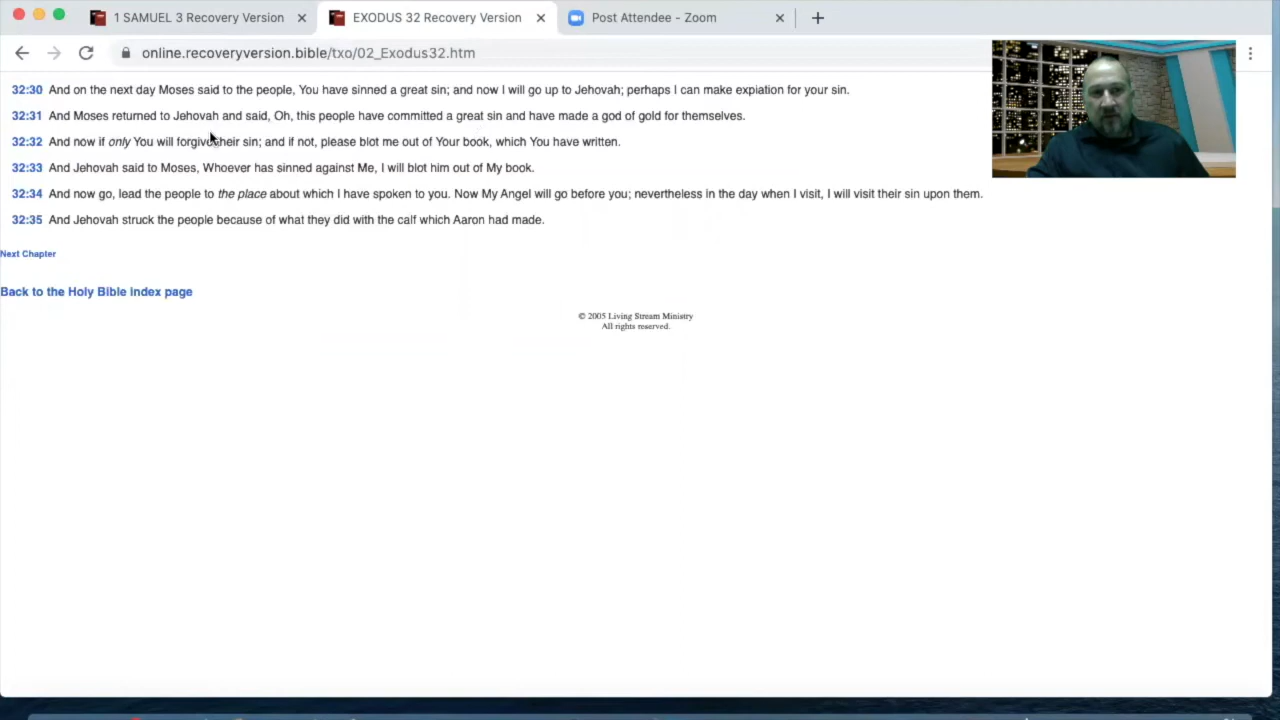 1 SAMUEL 3 Recovery Version
EXODUS 32 Recovery Version
Post Attendee - Zoom
online.recoveryversion.bible/txo/02_Exodus32.htm
32:30 And on the next day Moses said to the people, You have sinned a great sin; and now I will go up to Jehovah; perhaps I can make expiation for your sin.
32:31 And Moses returned to Jehovah and said, Oh, this people have committed a great sin and have made a god of gold for themselves.
32:32 And now if only You will forgive their sin; and if not, please blot me out of Your book, which You have written.
32:33 And Jehovah said to Moses, Whoever has sinned against Me, I will blot him out of My book.
32:34 And now go, lead the people to the place about which I have spoken to you. Now My Angel will go before you; nevertheless in the day when I visit, I will visit their sin upon them.
32:35 And Jehovah struck the people because of what they did with the calf which Aaron had made.
Next Chapter
Back to the Holy Bible index page
© 2005 Living Stream Ministry
All rights reserved.